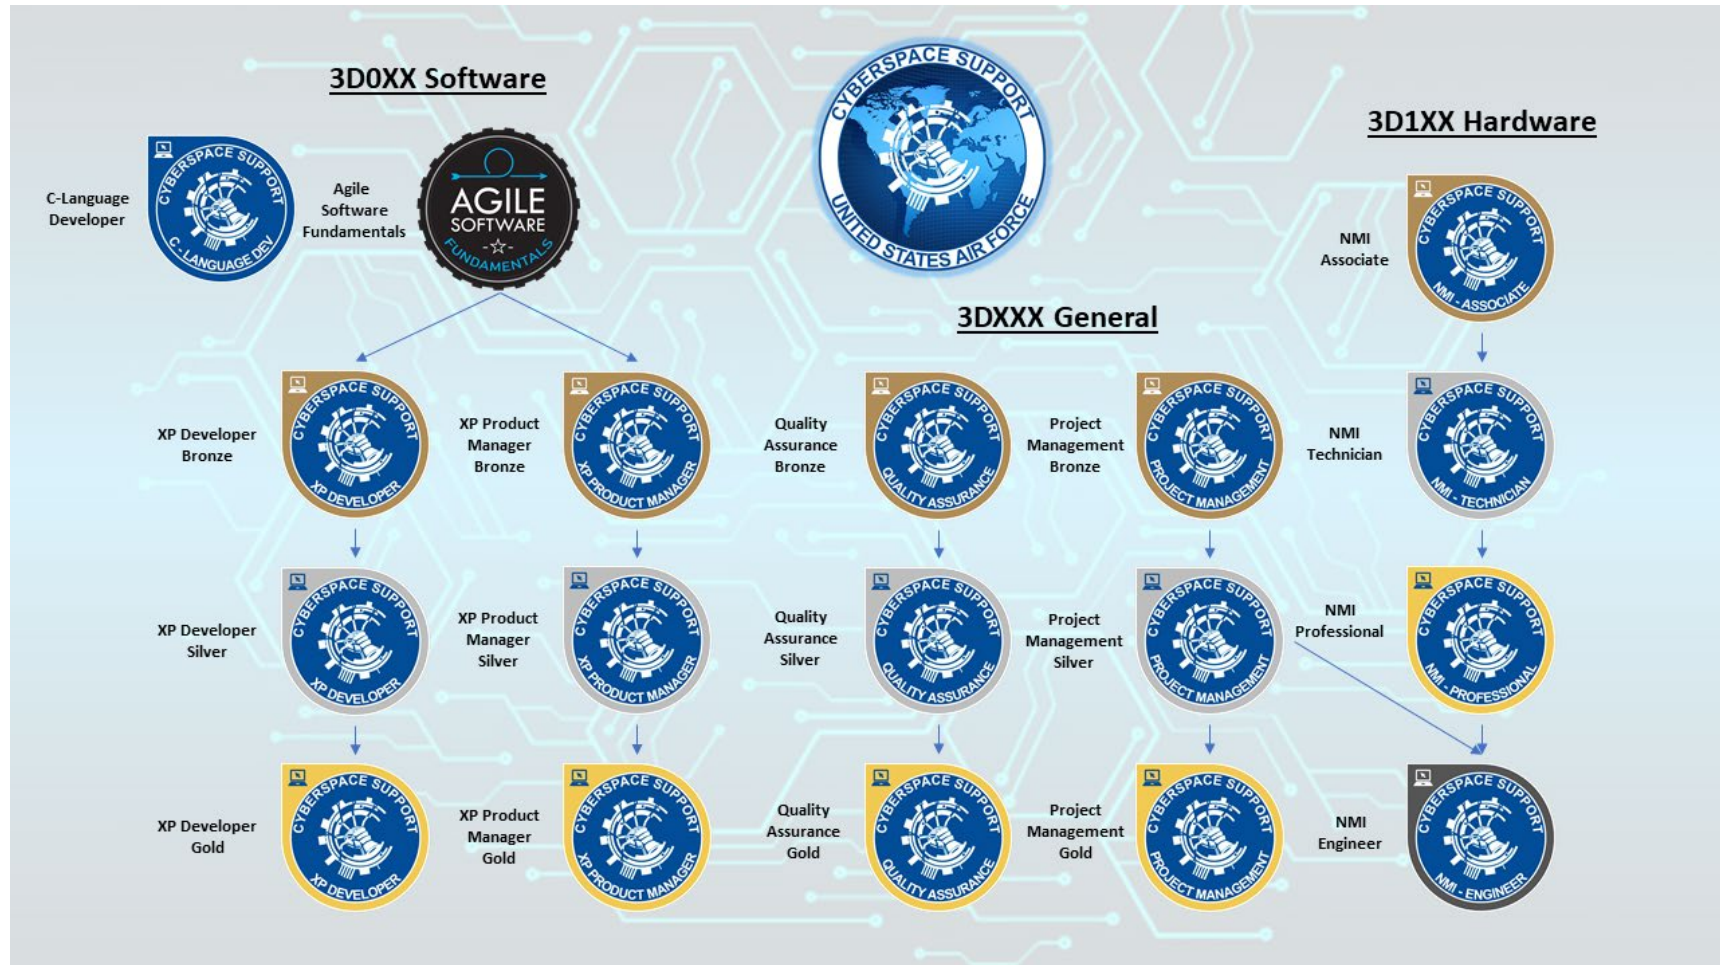 3D0XX Software
CYBERSPACE SUPPORT
UNITED STATES AIR FORCE
3D1XX Hardware
C-Language
Developer
CYBERSPACE SUPPORT
C - LANGUAGE DEV
Agile
Software
Fundamentals
AGILE
SOFTWARE
FUNDAMENTALS
NMI
Associate
CYBERSPACE SUPPORT
NMI - ASSOCIATE
3DXXX General
XP Developer
Bronze
CYBERSPACE SUPPORT
XP DEVELOPER
XP Product
Manager
Bronze
CYBERSPACE SUPPORT
XP PRODUCT MANAGER
Quality
Assurance
Bronze
CYBERSPACE SUPPORT
QUALITY ASSURANCE
Project
Management
Bronze
CYBERSPACE SUPPORT
PROJECT MANAGEMENT
NMI
Technician
CYBERSPACE SUPPORT
NMI - TECHNICIAN
XP Developer
Silver
CYBERSPACE SUPPORT
XP DEVELOPER
XP Product
Manager
Silver
CYBERSPACE SUPPORT
XP PRODUCT MANAGER
Quality
Assurance
Silver
CYBERSPACE SUPPORT
QUALITY ASSURANCE
Project
Management
Silver
CYBERSPACE SUPPORT
PROJECT MANAGEMENT
NMI
Professional
CYBERSPACE SUPPORT
NMI - PROFESSIONAL
XP Developer
Gold
CYBERSPACE SUPPORT
XP DEVELOPER
XP Product
Manager
Gold
CYBERSPACE SUPPORT
XP PRODUCT MANAGER
Quality
Assurance
Gold
CYBERSPACE SUPPORT
QUALITY ASSURANCE
Project
Management
Gold
CYBERSPACE SUPPORT
PROJECT MANAGEMENT
NMI
Engineer
CYBERSPACE SUPPORT
NMI - ENGINEER